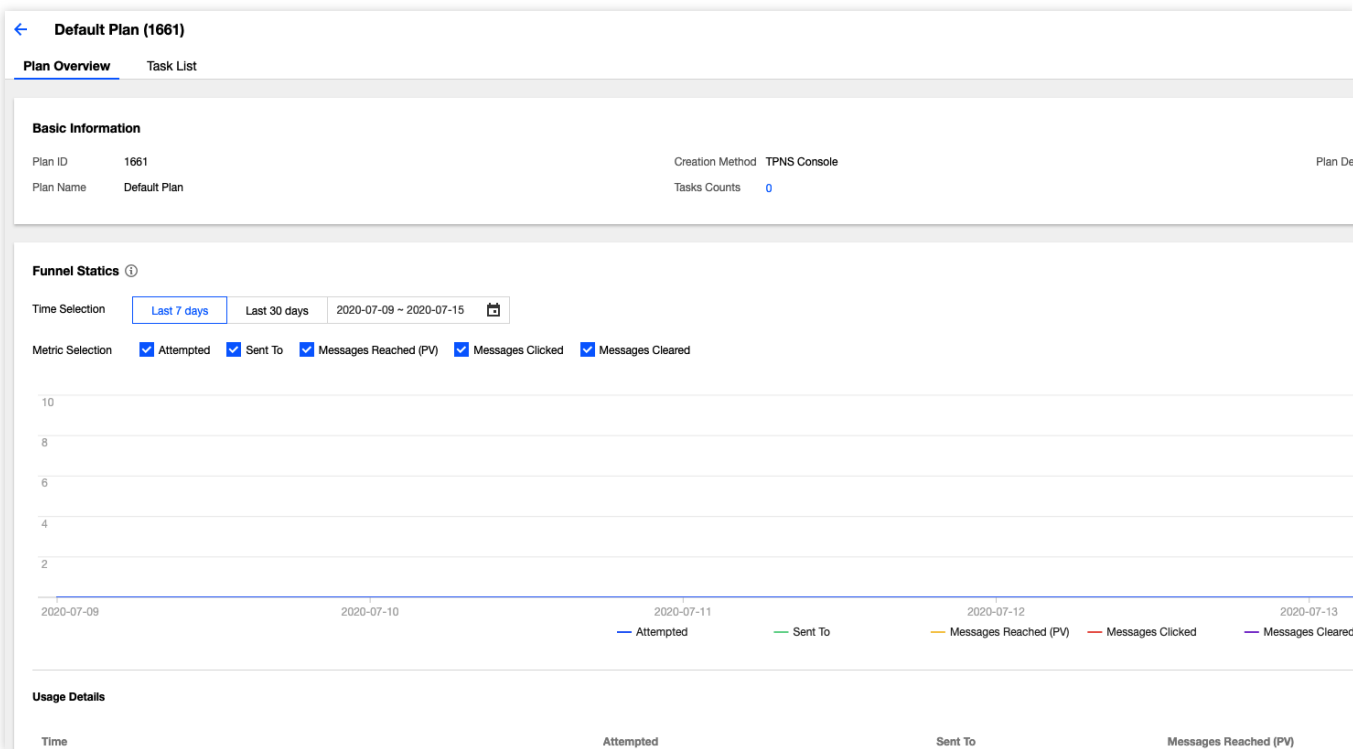 Default Plan (1661)
Plan Overview Task List
Basic Information
Plan ID 1661 Creation Method TPNS Console Plan De
Plan Name Default Plan Tasks Counts 0
Funnel Statics
Time Selection Last 7 days Last 30 days 2020-07-09 ~ 2020-07-15
Metric Selection Attempted Sent To Messages Reached (PV) Messages Clicked Messages Cleared
10
8
6
4
2
2020-07-09 2020-07-10 2020-07-11 2020-07-12 2020-07-13
Attempted Sent To Messages Reached (PV) Messages Clicked Messages Cleared
Usage Details
Time Attempted Sent To Messages Reached (PV)